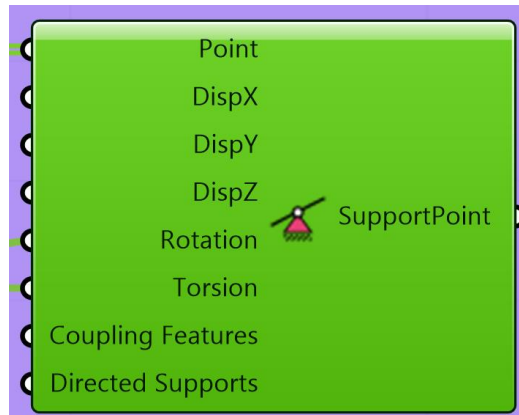 Point
DispX
DispY
DispZ
Rotation
SupportPoint
Torsion
Coupling Features
Directed Supports